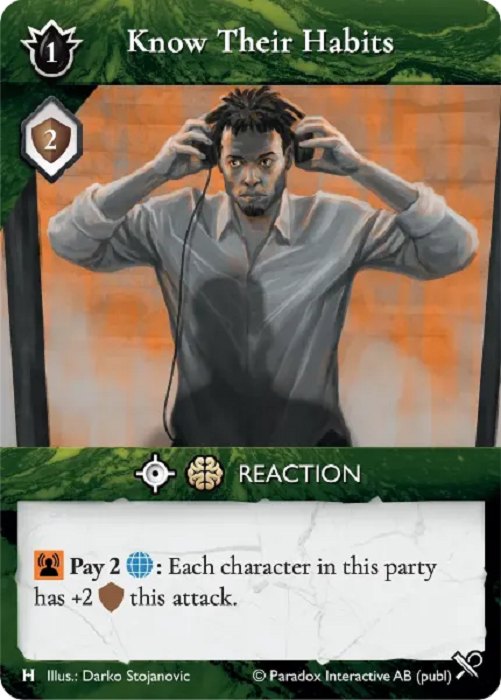 1
Know Their Habits
2
REACTION
Pay 2 : Each character in this party
has +2 this attack.
H Illus.: Darko Stojanovic © Paradox Interactive AB (publ)